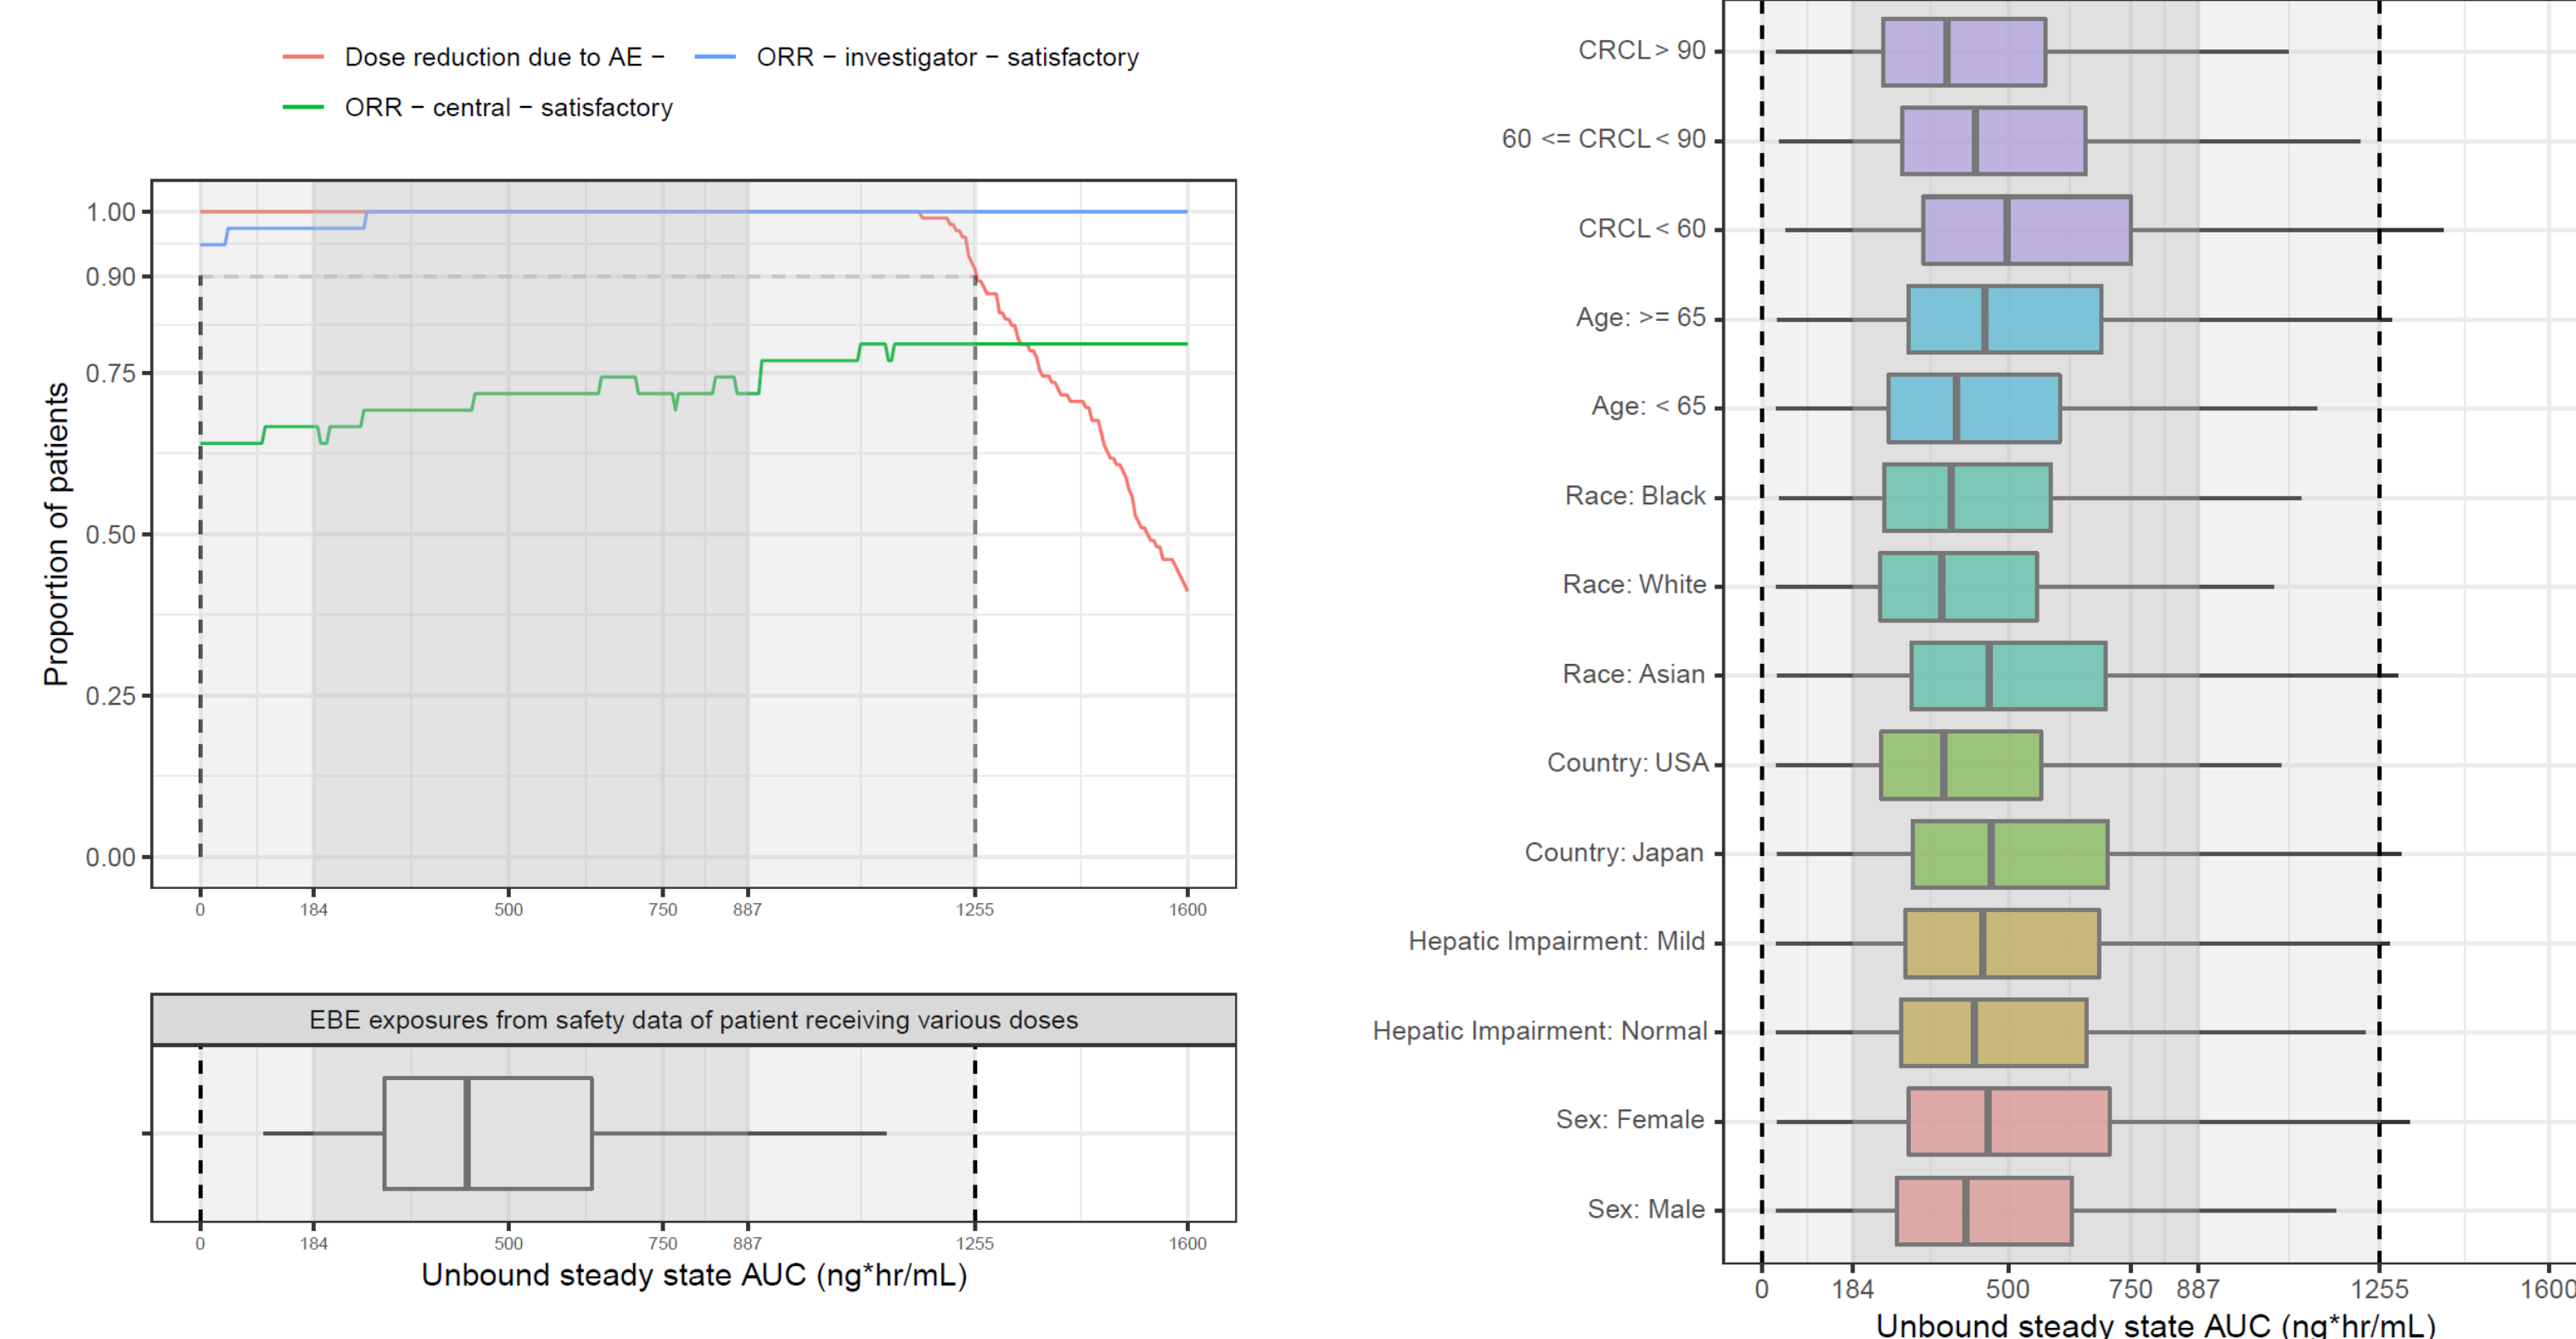 Dose reduction due to AE −
ORR − investigator − satisfactory
ORR − central − satisfactory
Proportion of patients
1.00
0.90
0.75
0.50
0.25
0.00
0 184 500 750 887 1255 1600
EBE exposures from safety data of patient receiving various doses
0 184 500 750 887 1255 1600
Unbound steady state AUC (ng*hr/mL)
CRCL > 90
60 <= CRCL < 90
CRCL < 60
Age: >= 65
Age: < 65
Race: Black
Race: White
Race: Asian
Country: USA
Country: Japan
Hepatic Impairment: Mild
Hepatic Impairment: Normal
Sex: Female
Sex: Male
0 184 500 750 887 1255 1600
Unbound steady state AUC (ng*hr/mL)